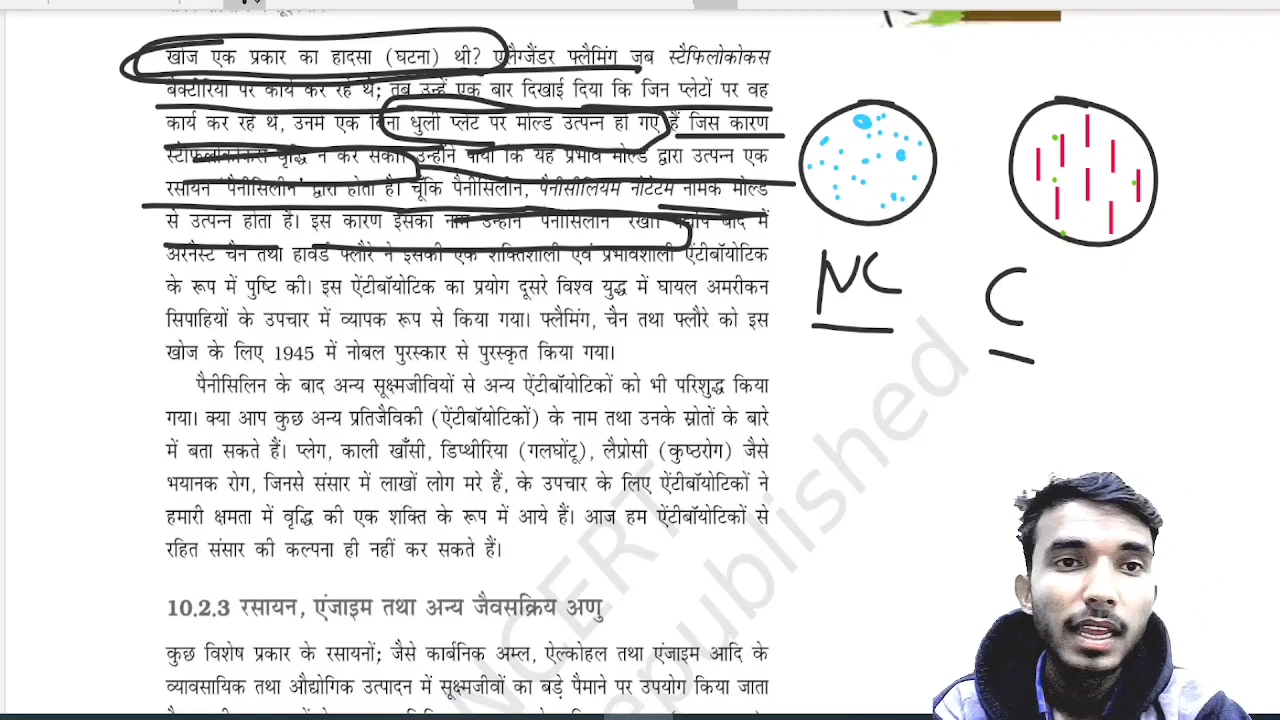 खोज एक प्रकार का हादसा (घटना) थी? एलैग्जैंडर फ्लैमिंग जब स्टैफिलोकोकस
बैक्टीरिया पर कार्य कर रहे थे; तब उन्हें एक बार दिखाई दिया कि जिन प्लेटों पर वह
कार्य कर रहे थे, उनमें एक बिना धुली प्लेट पर मोल्ड उत्पन्न हो गए हैं जिस कारण
स्टैफिलोकोकस वृद्धि न कर सका। उन्होंने पाया कि यह प्रभाव मोल्ड द्वारा उत्पन्न एक
रसायन पैनीसिलीन' द्वारा होता है। चूँकि पैनीसिलीन, पैनीसीलियम नोटेटम नामक मोल्ड
से उत्पन्न होता है। इस कारण इसका नाम उन्होंने पैनीसिलीन रखा। बाद में
अरनैस्ट चैन तथा हावर्ड फ्लौरे ने इसकी एक शक्तिशाली एवं प्रभावशाली ऐंटीबॉयोटिक
के रूप में पुष्टि की। इस ऐंटीबॉयोटिक का प्रयोग दूसरे विश्व युद्ध में घायल अमरीकन
सिपाहियों के उपचार में व्यापक रूप से किया गया। फ्लैमिंग, चैन तथा फ्लौरे को इस
खोज के लिए 1945 में नोबल पुरस्कार से पुरस्कृत किया गया।
पैनीसिलिन के बाद अन्य सूक्ष्मजीवियों से अन्य ऐंटीबॉयोटिकों को भी परिशुद्ध किया
गया। क्या आप कुछ अन्य प्रतिजैविकी (ऐंटीबॉयोटिकों) के नाम तथा उनके स्रोतों के बारे
में बता सकते हैं। प्लेग, काली खाँसी, डिप्थीरिया (गलघोंटू), लैप्रोसी (कुष्ठरोग) जैसे
भयानक रोग, जिनसे संसार में लाखों लोग मरे हैं, के उपचार के लिए ऐंटीबॉयोटिकों ने
हमारी क्षमता में वृद्धि की एक शक्ति के रूप में आये हैं। आज हम ऐंटीबॉयोटिकों से
रहित संसार की कल्पना ही नहीं कर सकते हैं।
10.2.3 रसायन, एंजाइम तथा अन्य जैवसक्रिय अणु
कुछ विशेष प्रकार के रसायनों; जैसे कार्बनिक अम्ल, ऐल्कोहल तथा एंजाइम आदि के
व्यावसायिक तथा औद्योगिक उत्पादन में सूक्ष्मजीवों का बड़े पैमाने पर उपयोग किया जाता
NC
C
NCERT
republished